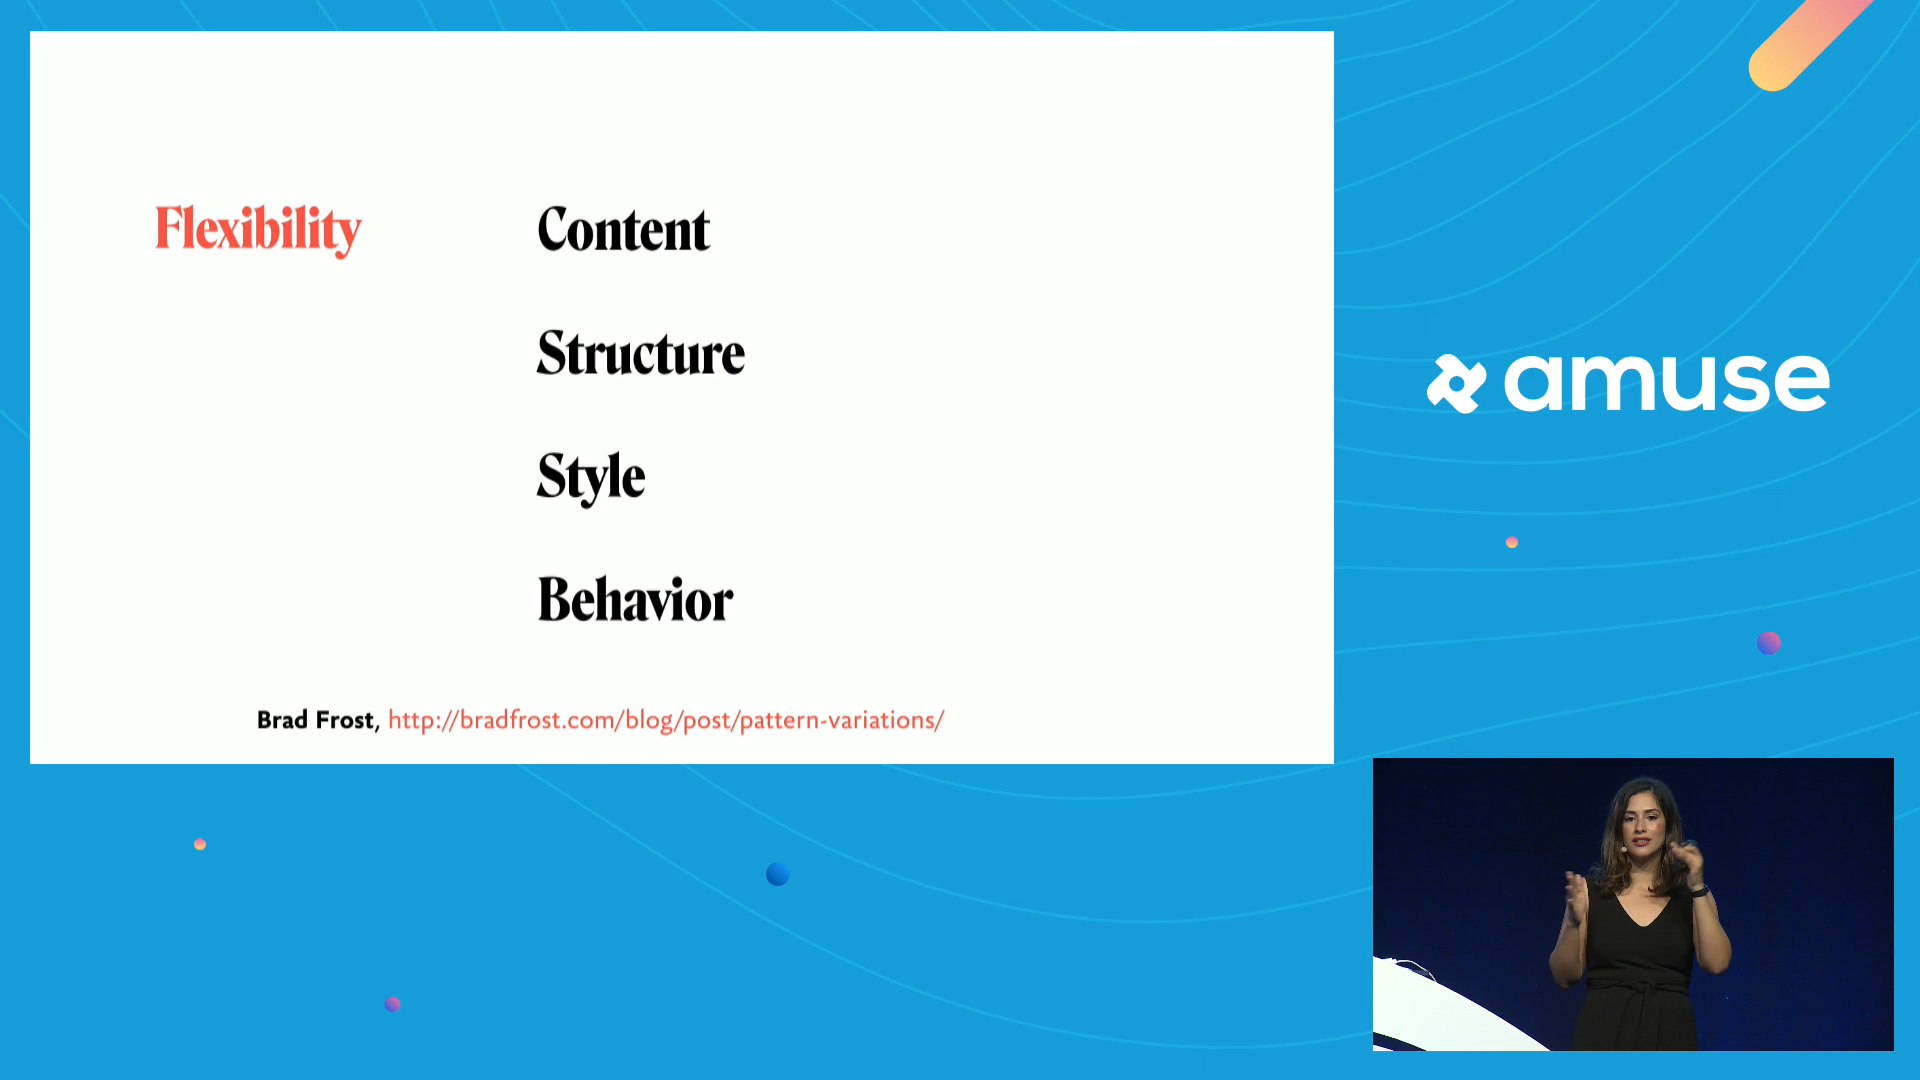 Flexibility
Content
Structure
Style
Behavior
Brad Frost, http://bradfrost.com/blog/post/pattern-variations/
amuse